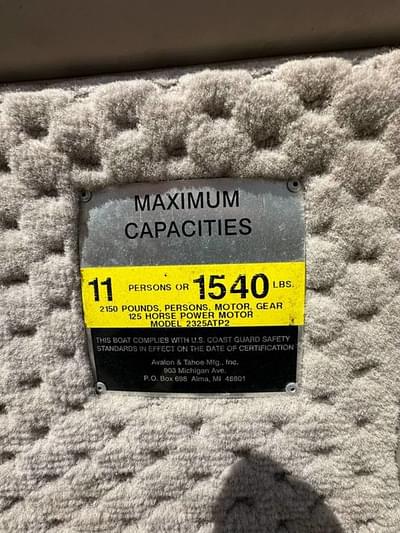 MAXIMUM
CAPACITIES
11 PERSONS OR 1540 LBS.
2150 POUNDS, PERSONS, MOTOR, GEAR
125 HORSE POWER MOTOR
MODEL 2325ATP2
THIS BOAT COMPLIES WITH U.S. COAST GUARD SAFETY
STANDARDS IN EFFECT ON THE DATE OF CERTIFICATION
Avalon & Tahoe Mfg., Inc.
903 Michigan Ave.
P.O. Box 698 Alma, MI 48801